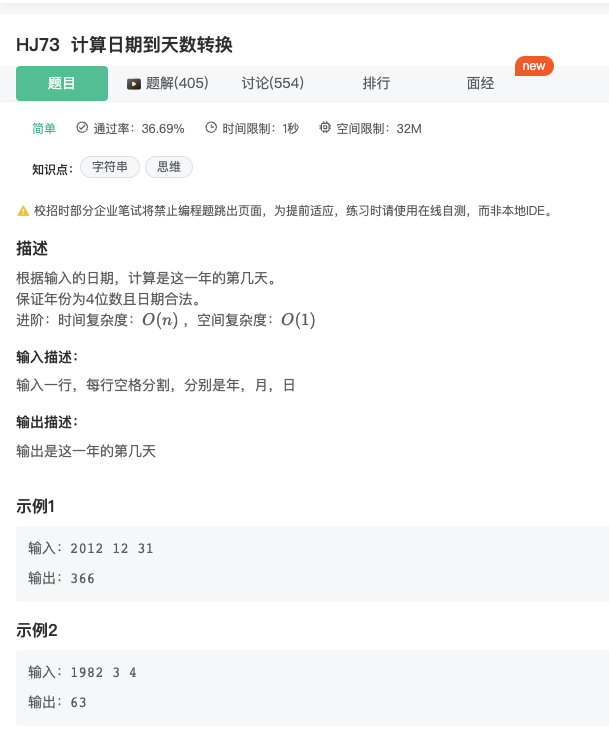 HJ73 计算日期到天数转换
new
题目 题解(405) 讨论(554) 排行 面经
简单 通过率：36.69% 时间限制：1秒 空间限制：32M
知识点： 字符串 思维
校招时部分企业笔试将禁止编程题跳出页面，为提前适应，练习时请使用在线自测，而非本地IDE。
描述
根据输入的日期，计算是这一年的第几天。
保证年份为4位数且日期合法。
进阶：时间复杂度：O(n)，空间复杂度：O(1)
输入描述：
输入一行，每行空格分割，分别是年，月，日
输出描述：
输出是这一年的第几天
示例1
输入：2012 12 31
输出：366
示例2
输入：1982 3 4
输出：63